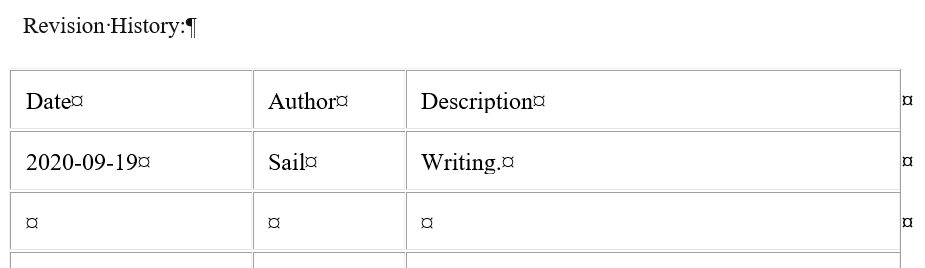 Revision·History:¶
Date¤ Author¤ Description¤ ¤
2020-09-19¤ Sail¤ Writing.¤ ¤
¤ ¤ ¤ ¤